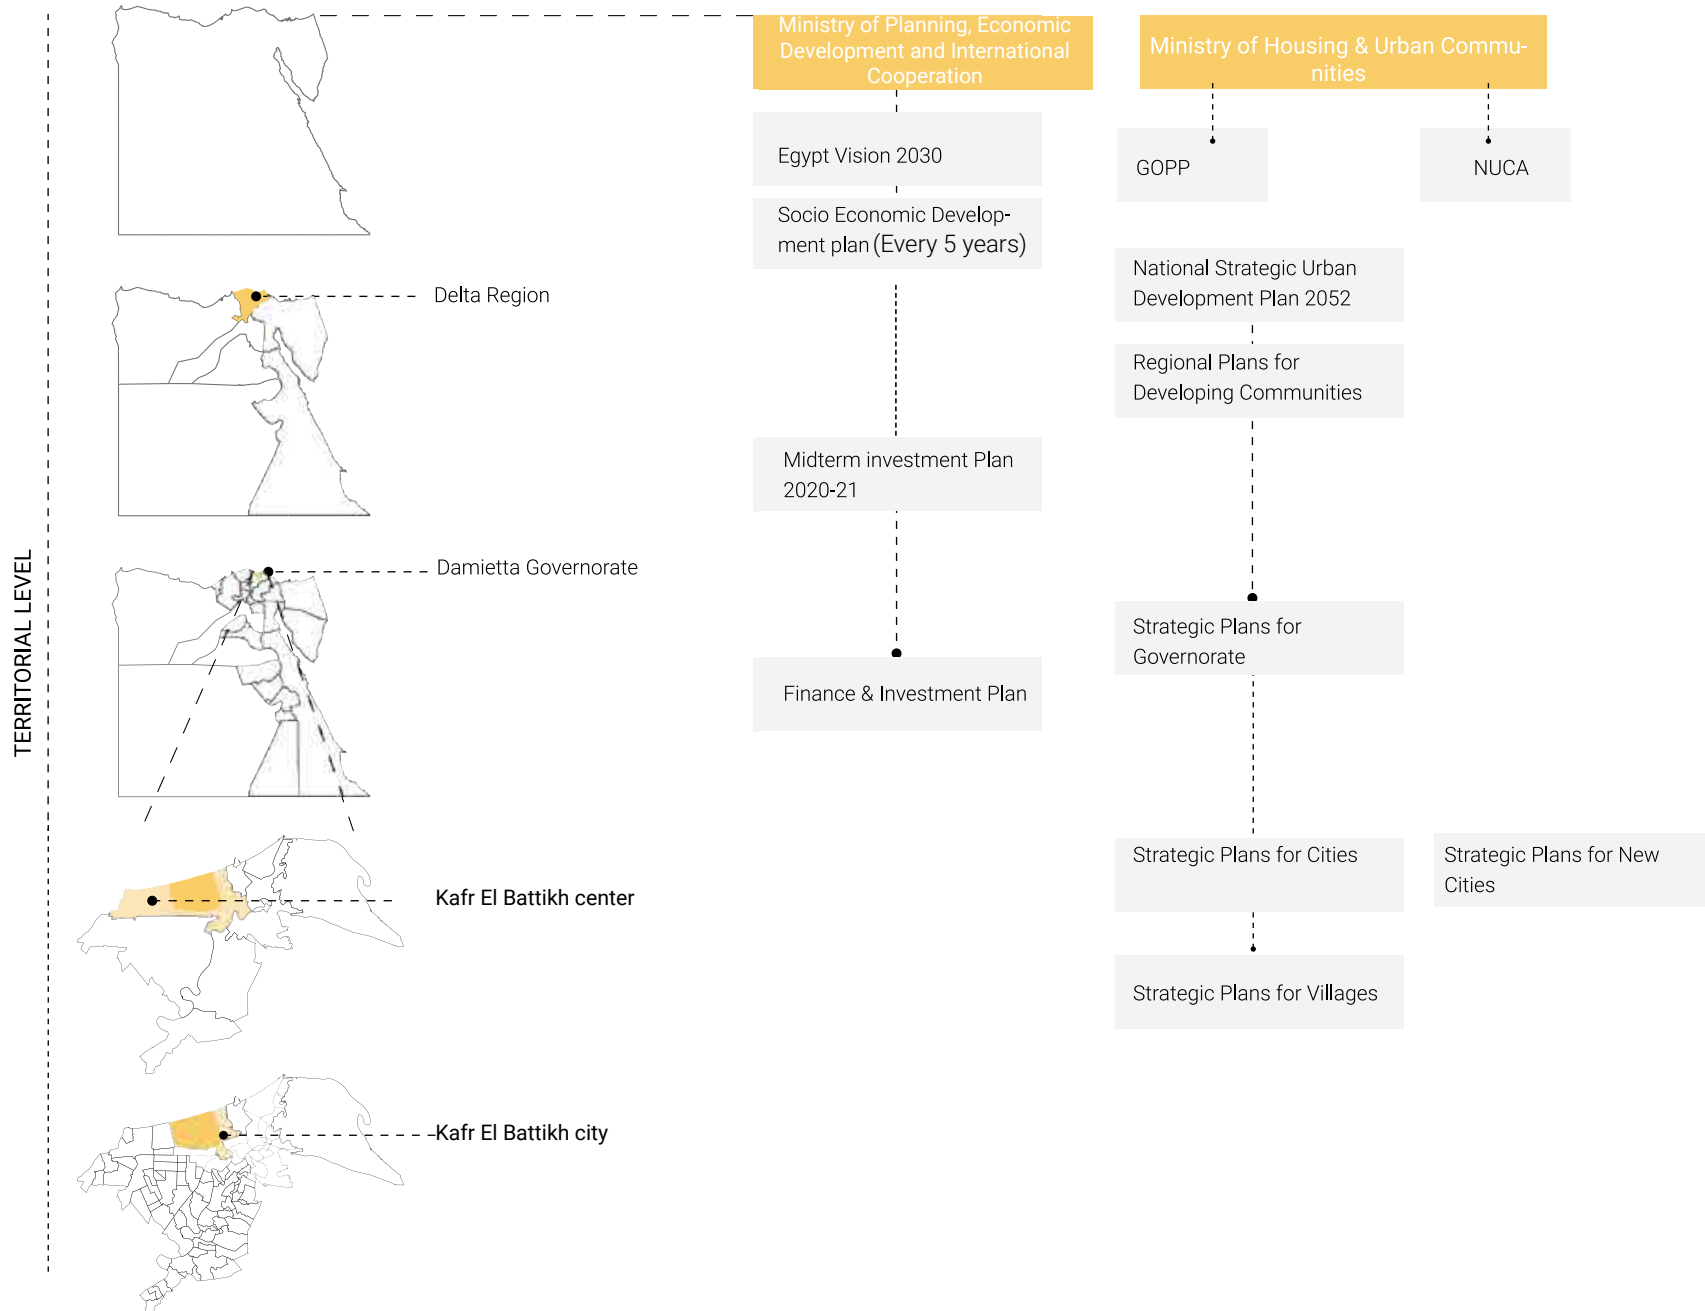 TERRITORIAL LEVEL
Delta Region
Damietta Governorate
Kafr El Battikh center
Kafr El Battikh city
Ministry of Planning, Economic
Development and International
Cooperation
Egypt Vision 2030
Socio Economic Develop-
ment plan (Every 5 years)
Midterm investment Plan
2020-21
Finance & Investment Plan
Ministry of Housing & Urban Commu-
nities
GOPP
NUCA
National Strategic Urban
Development Plan 2052
Regional Plans for
Developing Communities
Strategic Plans for
Governorate
Strategic Plans for Cities
Strategic Plans for New
Cities
Strategic Plans for Villages